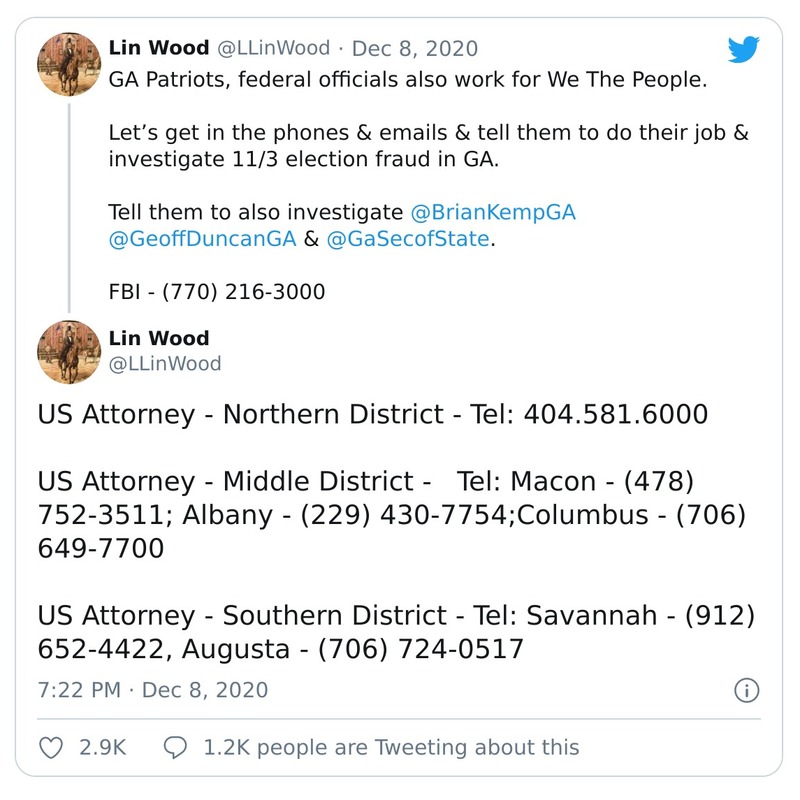 Lin Wood @LLinWood · Dec 8, 2020
GA Patriots, federal officials also work for We The People.
Let’s get in the phones & emails & tell them to do their job &
investigate 11/3 election fraud in GA.
Tell them to also investigate @BrianKempGA
@GeoffDuncanGA & @GaSecofState.
FBI - (770) 216-3000
Lin Wood
@LLinWood
US Attorney - Northern District - Tel: 404.581.6000
US Attorney - Middle District -   Tel: Macon - (478)
752-3511; Albany - (229) 430-7754;Columbus - (706)
649-7700
US Attorney - Southern District - Tel: Savannah - (912)
652-4422, Augusta - (706) 724-0517
7:22 PM · Dec 8, 2020
2.9K 1.2K people are Tweeting about this